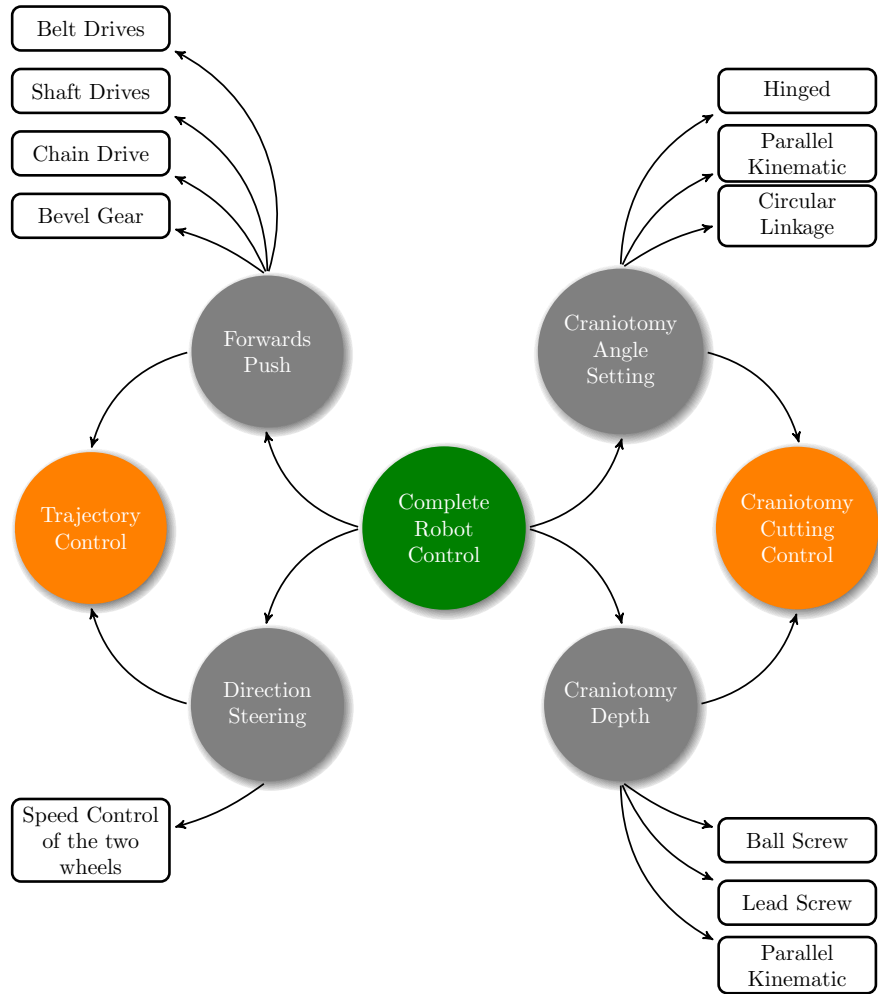 Belt Drives
Shaft Drives
Chain Drive
Bevel Gear
Hinged
Parallel
Kinematic
Circular
Linkage
Forwards
Push
Craniotomy
Angle
Setting
Trajectory
Control
Complete
Robot
Control
Craniotomy
Cutting
Control
Direction
Steering
Craniotomy
Depth
Speed Control
of the two
wheels
Ball Screw
Lead Screw
Parallel
Kinematic